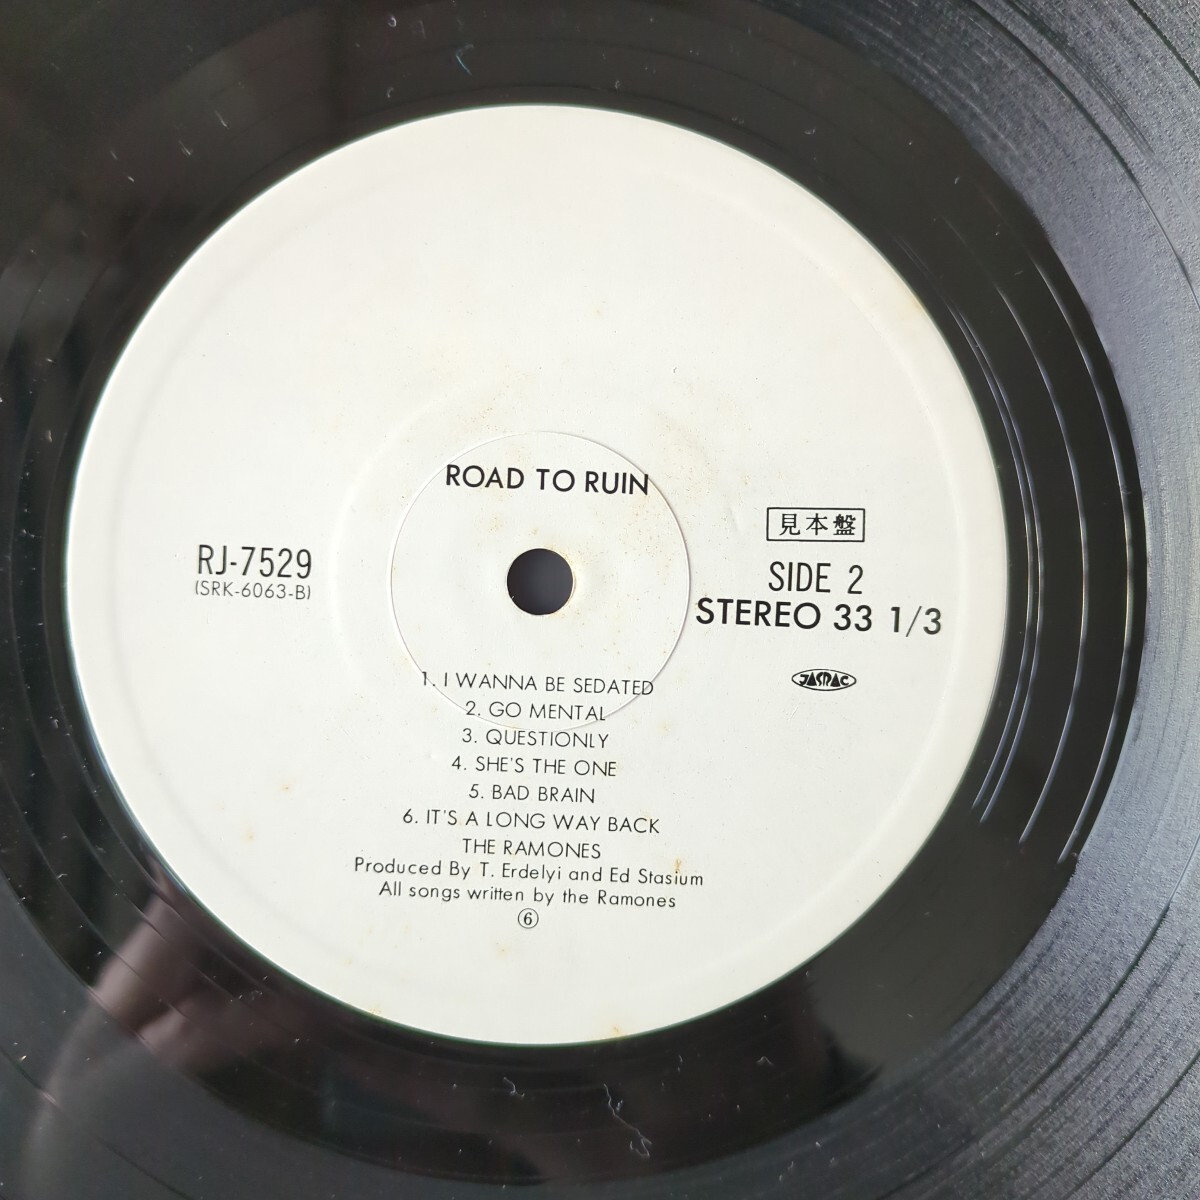 ROAD TO RUIN
RJ-7529
(SRK-6063-B)
見本盤
SIDE 2
STEREO 33 1/3
JASRAC
1. I WANNA BE SEDATED
2. GO MENTAL
3. QUESTIONLY
4. SHE'S THE ONE
5. BAD BRAIN
6. IT'S A LONG WAY BACK
THE RAMONES
Produced By T. Erdelyi and Ed Stasium
All songs written by the Ramones
⑥